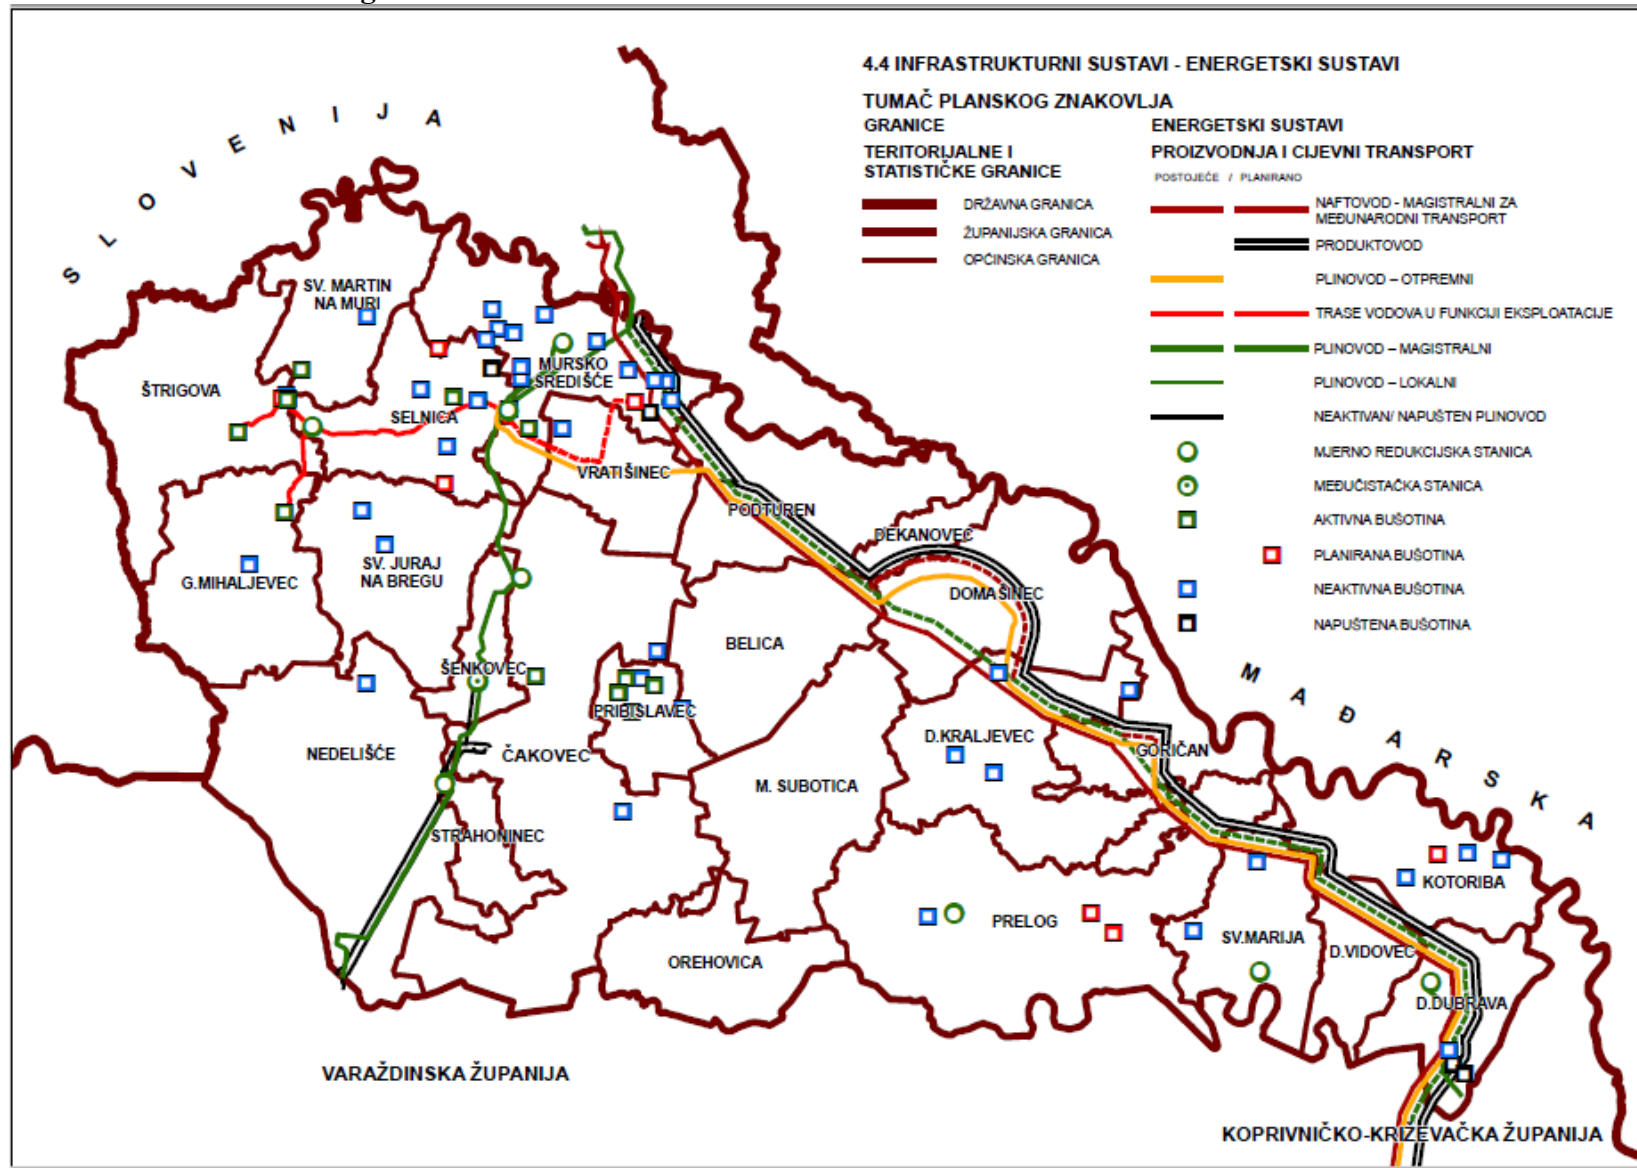 4.4 INFRASTRUKTURNI SUSTAVI - ENERGETSKI SUSTAVI
TUMAČ PLANSKOG ZNAKOVLJA
GRANICE
TERITORIJALNE I
STATISTIČKE GRANICE
DRŽAVNA GRANICA
ŽUPANIJSKA GRANICA
OPĆINSKA GRANICA
ENERGETSKI SUSTAVI
PROIZVODNJA I CIJEVNI TRANSPORT
POSTOJEĆE / PLANIRANO
NAFTOVOD - MAGISTRALNI ZA
MEĐUNARODNI TRANSPORT
PRODUKTOVOD
PLINOVOD – OTPREMNI
TRASE VODOVA U FUNKCIJI EKSPLOATACIJE
PLINOVOD – MAGISTRALNI
PLINOVOD – LOKALNI
NEAKTIVAN/ NAPUŠTEN PLINOVOD
MJERNO REDUKCIJSKA STANICA
MEĐUČISTAČKA STANICA
AKTIVNA BUŠOTINA
PLANIRANA BUŠOTINA
NEAKTIVNA BUŠOTINA
NAPUŠTENA BUŠOTINA
SLOVENIJA
MAĐARSKA
SV. MARTIN
NA MURI
ŠTRIGOVA
SELNICA
MURSKO
SREDIŠĆE
VRATIŠINEC
PODTUREN
DEKANOVEC
DOMAŠINEC
G.MIHALJEVEC
SV. JURAJ
NA BREGU
BELICA
ŠENKOVEC
PRIBISLAVEC
NEDELIŠĆE
ČAKOVEC
M. SUBOTICA
D.KRALJEVEC
GORIČAN
STRAHONINEC
KOTORIBA
PRELOG
SV.MARIJA
D.VIDOVEC
OREHOVICA
D.DUBRAVA
VARAŽDINSKA ŽUPANIJA
KOPRIVNIČKO-KRIŽEVAČKA ŽUPANIJA